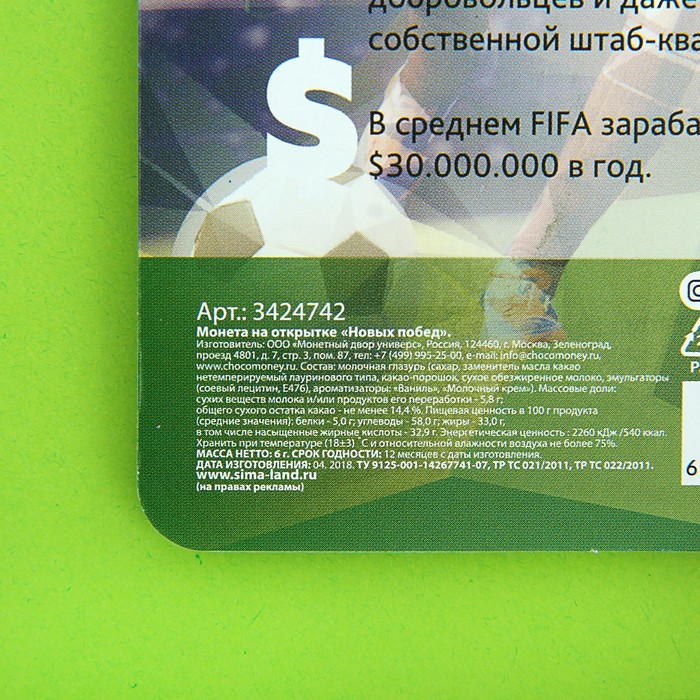 добровольцев и даже
собственной штаб-ква
$
В среднем FIFA зараба
$30.000.000 в год.
Арт.: 3424742
Монета на открытке «Новых побед».
Изготовитель: ООО «Монетный двор универс», Россия, 124460, г. Москва, Зеленоград,
проезд 4801, д. 7, стр. 3, пом. 87, тел: +7 (499) 995-25-00, e-mail: info@chocomoney.ru,
www.chocomoney.ru. Состав: молочная глазурь (сахар, заменитель масла какао
нетемперируемый лауринового типа, какао-порошок, сухое обезжиренное молоко, эмульгаторы
(соевый лецитин, Е476), ароматизаторы: «Ваниль», «Молочный крем»). Массовые доли:
сухих веществ молока и/или продуктов его переработки - 5,8 г;
общего сухого остатка какао - не менее 14,4 %. Пищевая ценность в 100 г продукта
(средние значения): белки - 5,0 г; углеводы - 58,0 г; жиры - 33,0 г,
в том числе насыщенные жирные кислоты - 32,9 г. Энергетическая ценность : 2260 кДж /540 ккал.
Хранить при температуре (18±3) °С и относительной влажности воздуха не более 75%.
МАССА НЕТТО: 6 г. СРОК ГОДНОСТИ: 12 месяцев с даты изготовления.
ДАТА ИЗГОТОВЛЕНИЯ: 04. 2018. ТУ 9125-001-14267741-07, ТР ТС 021/2011, ТР ТС 022/2011.
www.sima-land.ru
(на правах рекламы)
P
6